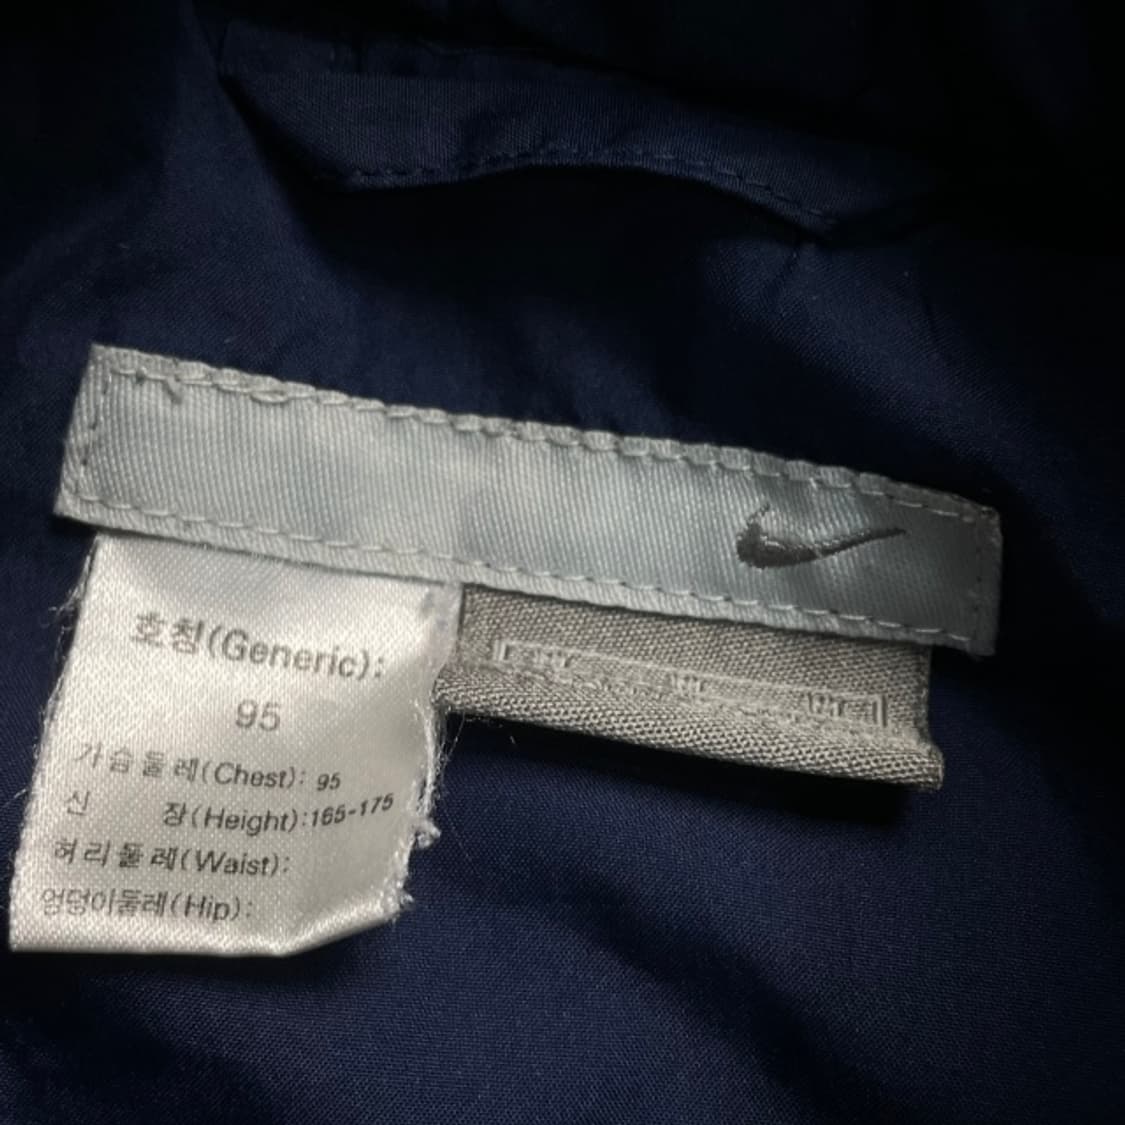 호칭(Generic):
95
가슴둘레(Chest): 95
신 장(Height):165-175
허리둘레(Waist):
엉덩이둘레(Hip):